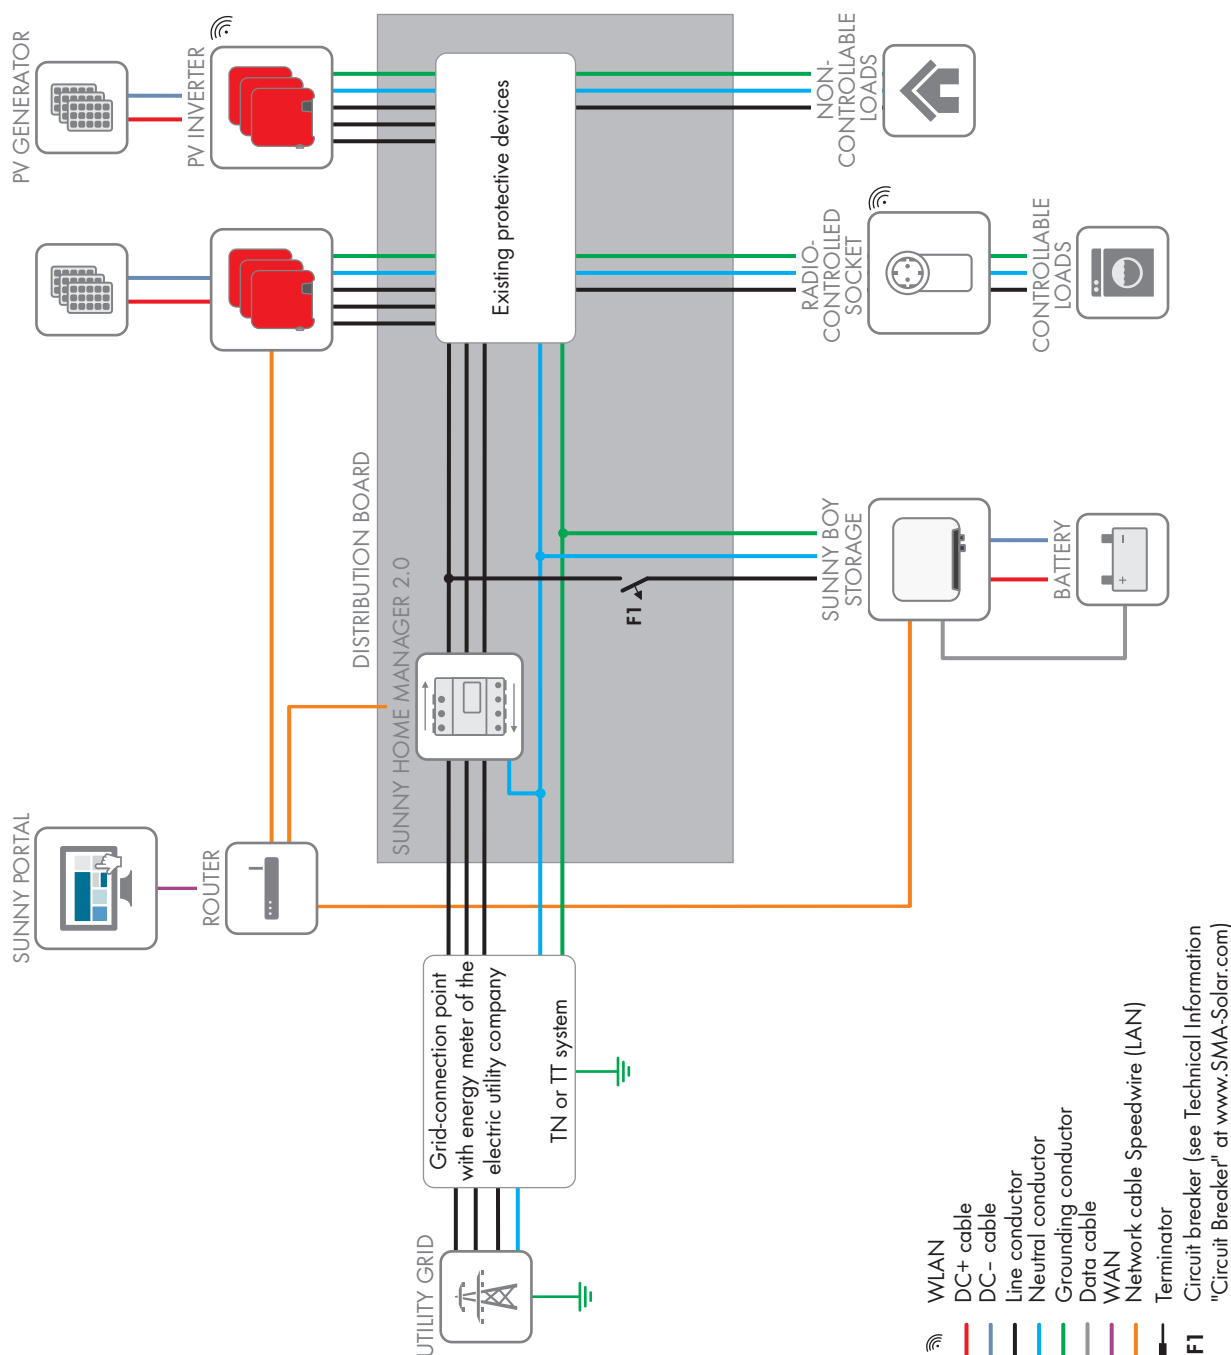 PV GENERATOR
PV INVERTER
Existing protective devices
NON-
CONTROLLABLE
LOADS
RADIO-
CONTROLLED
SOCKET
CONTROLLABLE
LOADS
DISTRIBUTION BOARD
SUNNY HOME MANAGER 2.0
F1
SUNNY BOY
STORAGE
BATTERY
SUNNY PORTAL
ROUTER
Grid-connection point
with energy meter of the
electric utility company
TN or TT system
UTILITY GRID
WLAN
DC+ cable
DC− cable
Line conductor
Neutral conductor
Grounding conductor
Data cable
WAN
Network cable Speedwire (LAN)
Terminator
F1 Circuit breaker (see Technical Information
"Circuit Breaker" at www.SMA-Solar.com)